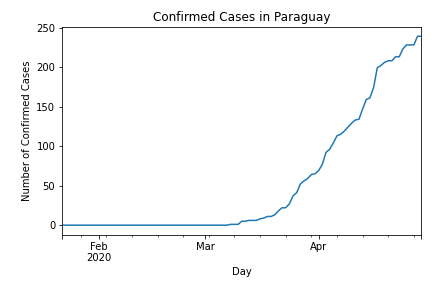 Confirmed Cases in Paraguay
250
200
150
100
50
0
Number of Confirmed Cases
Feb
2020
Mar
Apr
Day